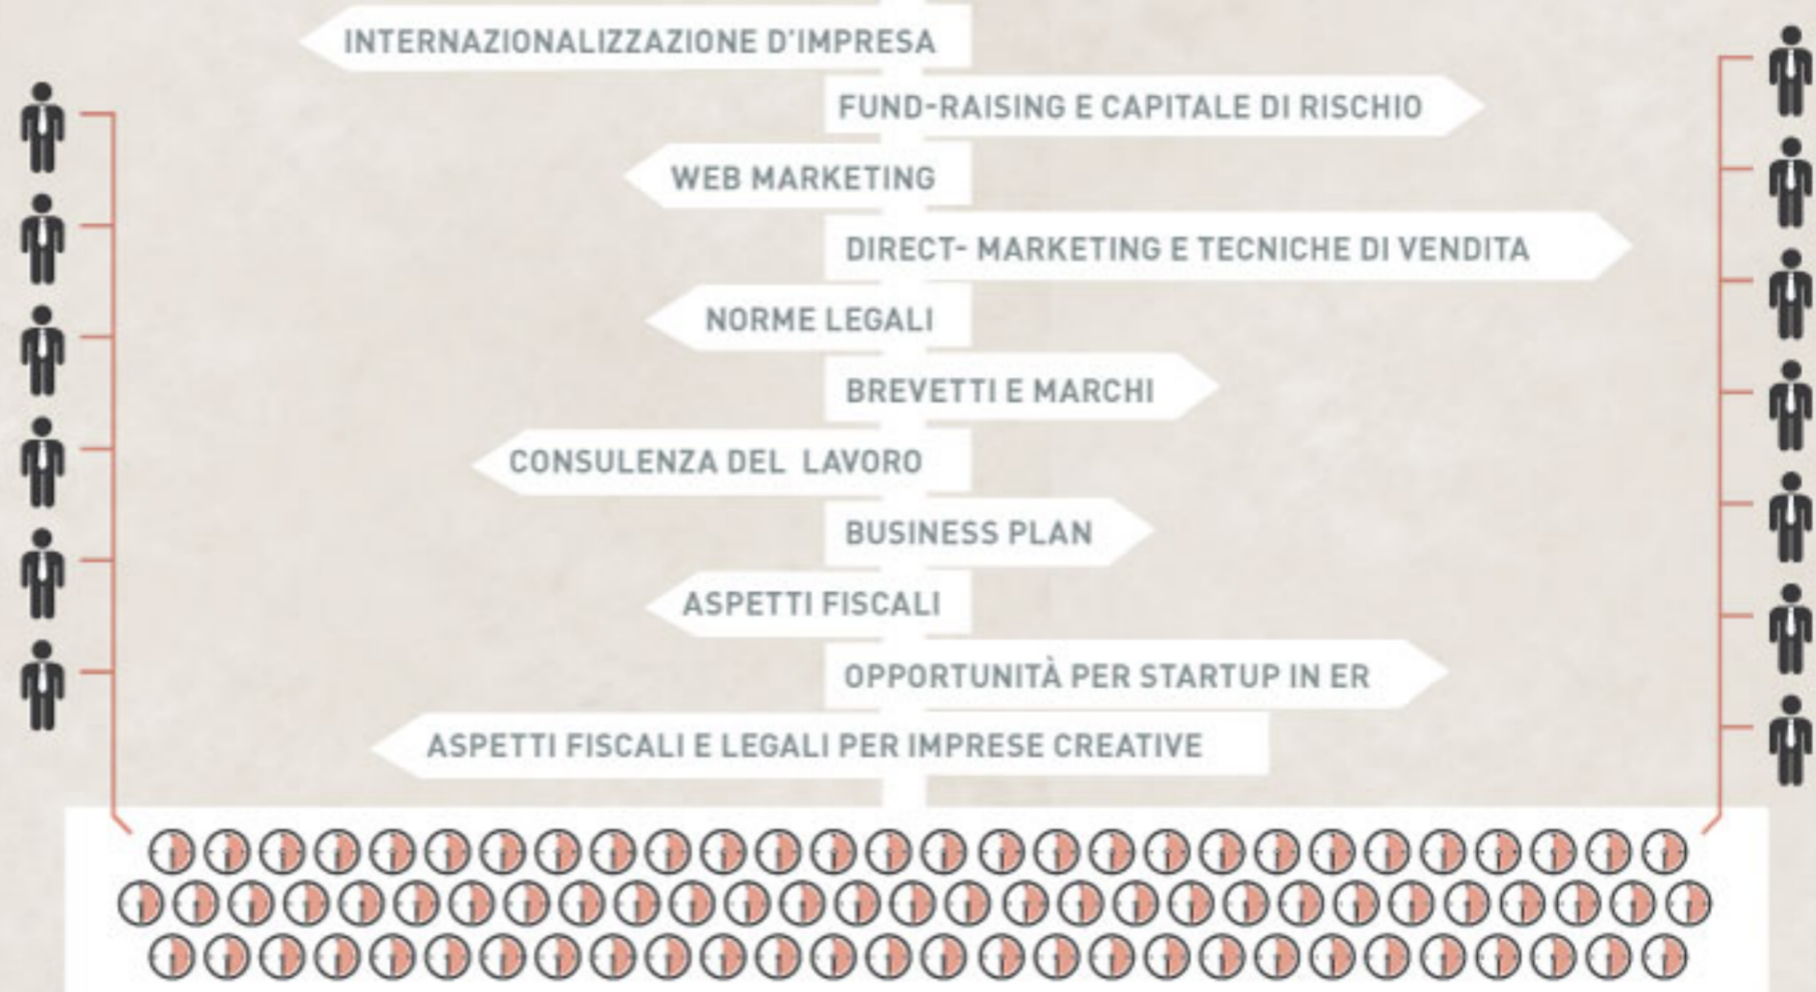 INTERNAZIONALIZZAZIONE D'IMPRESA
FUND-RAISING E CAPITALE DI RISCHIO
WEB MARKETING
DIRECT- MARKETING E TECNICHE DI VENDITA
NORME LEGALI
BREVETTI E MARCHI
CONSULENZA DEL LAVORO
BUSINESS PLAN
ASPETTI FISCALI
OPPORTUNITÀ PER STARTUP IN ER
ASPETTI FISCALI E LEGALI PER IMPRESE CREATIVE